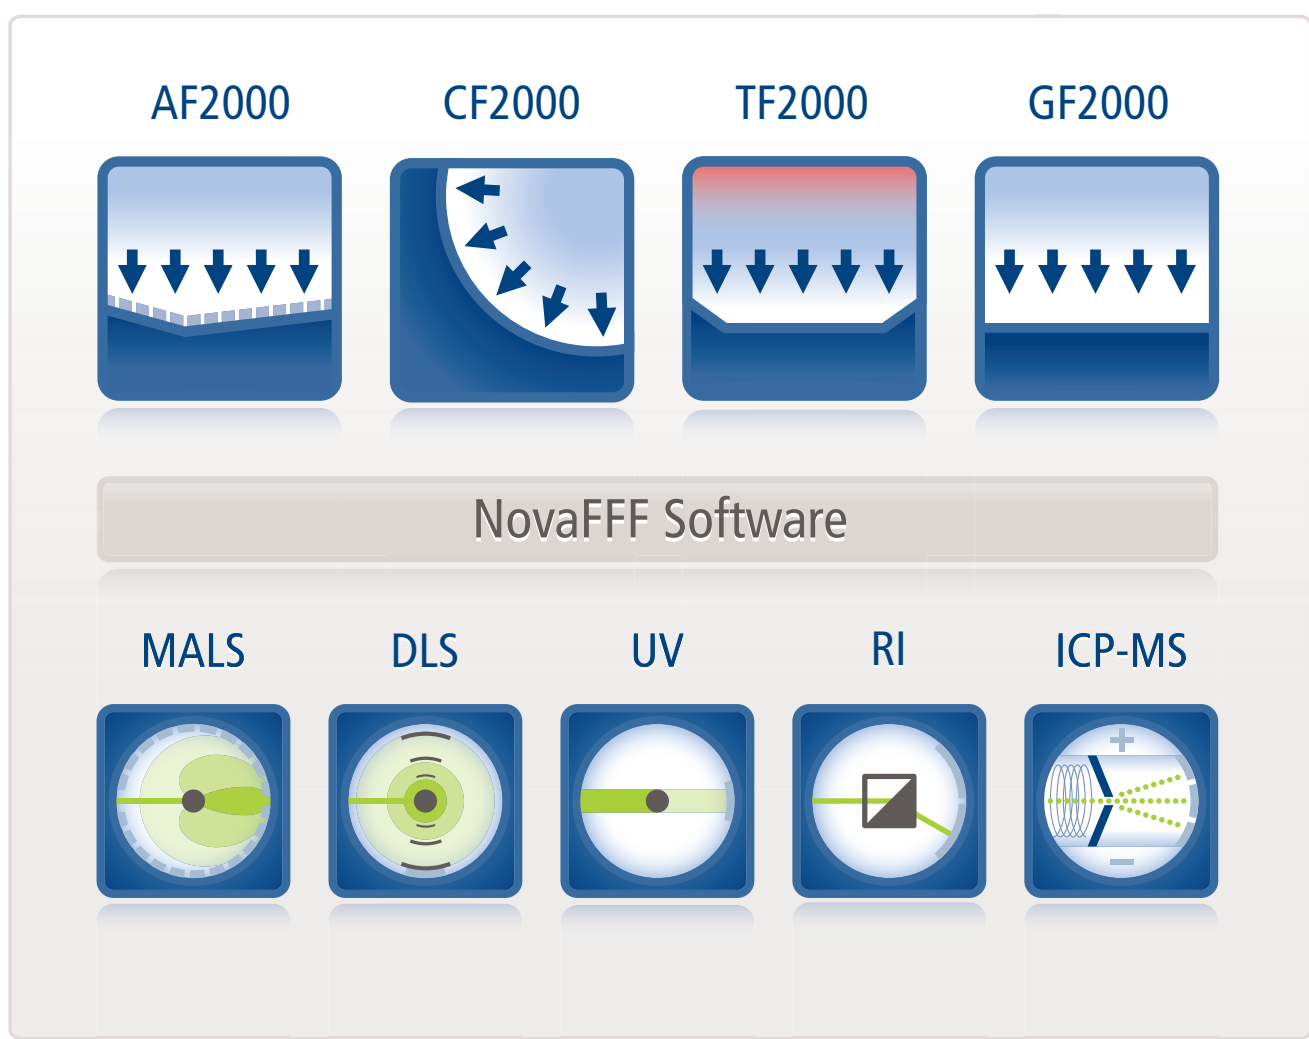 AF2000 CF2000 TF2000 GF2000
NovaFFF Software
MALS DLS UV RI ICP-MS
+
−